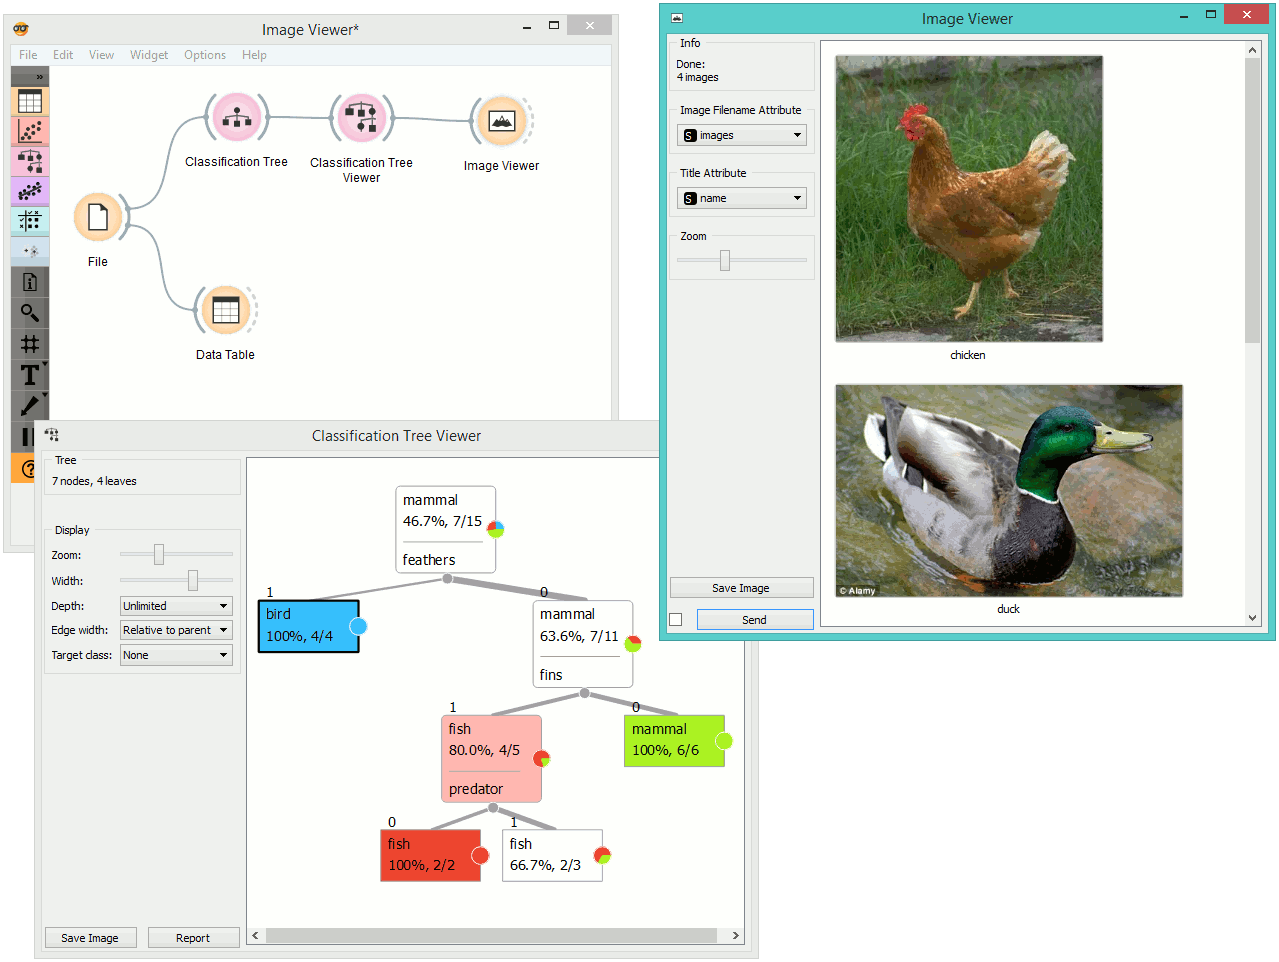 Image Viewer*
File Edit View Widget Options Help
»
Classification Tree
Classification Tree
Viewer
Image Viewer
File
Data Table
T
?
Image Viewer
Info
Done:
4 images
Image Filename Attribute
S images
Title Attribute
S name
Zoom
Save Image
Send
chicken
© Alamy
duck
Classification Tree Viewer
Tree
7 nodes, 4 leaves
Display
Zoom:
Width:
Depth: Unlimited
Edge width: Relative to parent
Target class: None
Save Image Report
mammal
46.7%, 7/15
feathers
1
bird
100%, 4/4
0
mammal
63.6%, 7/11
fins
1
fish
80.0%, 4/5
predator
0
mammal
100%, 6/6
0
fish
100%, 2/2
1
fish
66.7%, 2/3